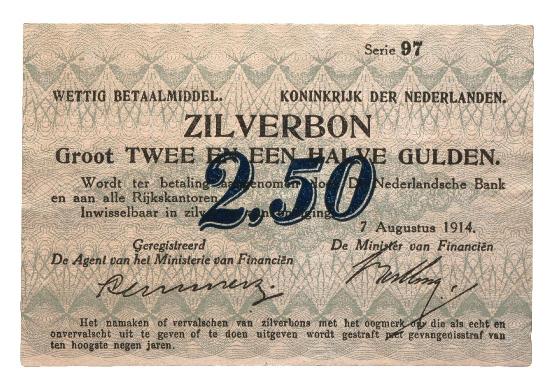 Serie 97
WETTIG BETAALMIDDEL. KONINKRIJK DER NEDERLANDEN.
ZILVERBON
Groot TWEE EN EEN HALVE GULDEN.
2,50
Wordt ter betaling aangenomen door De Nederlandsche Bank
en aan alle Rijkskantoren
Inwisselbaar in
7 Augustus 1914.
Geregistreerd
De Agent van het Ministerie van Financiën
De Minister van Financiën
Het namaken of vervalschen van zilverbons met het oogmerk om die als echt en
onvervalscht uit te geven of te doen uitgeven wordt gestraft met gevangenisstraf van
ten hoogste negen jaren.